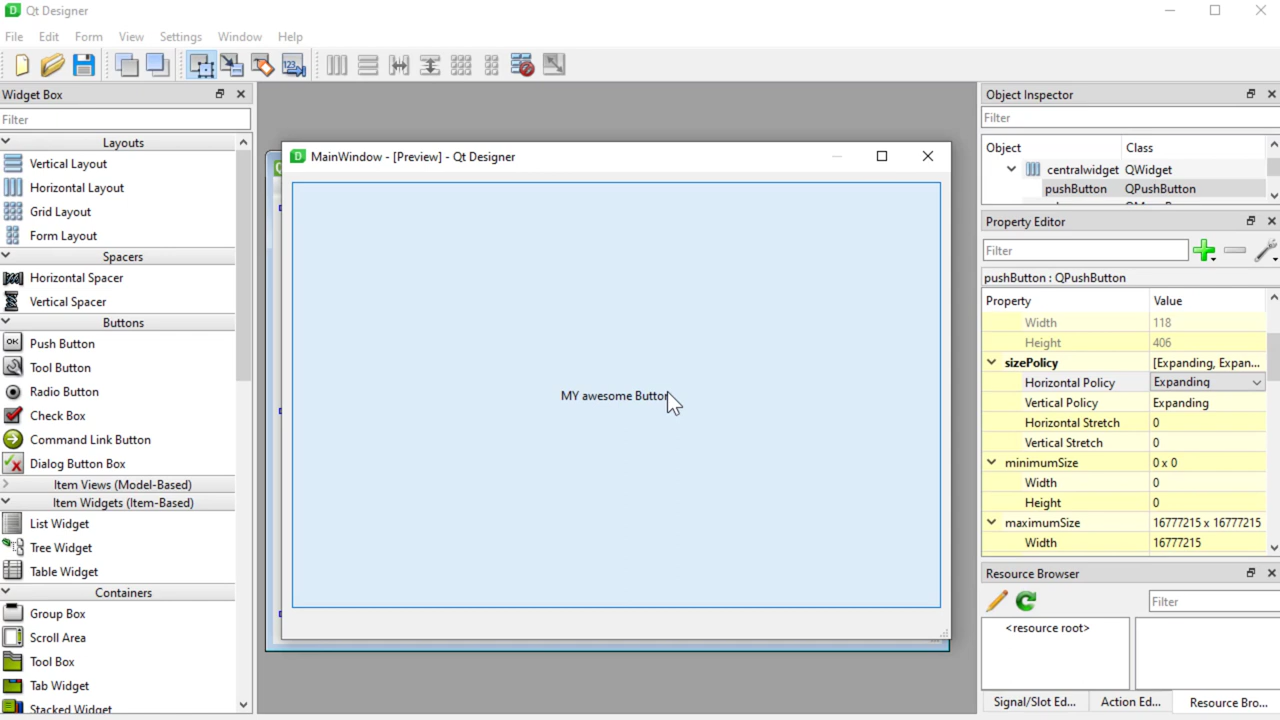 Qt Designer
File Edit Form View Settings Window Help
Widget Box
Filter
Layouts
Vertical Layout
Horizontal Layout
Grid Layout
Form Layout
Spacers
Horizontal Spacer
Vertical Spacer
Buttons
OK Push Button
Tool Button
Radio Button
Check Box
Command Link Button
Dialog Button Box
Item Views (Model-Based)
Item Widgets (Item-Based)
List Widget
Tree Widget
Table Widget
Containers
Group Box
Scroll Area
Tool Box
Tab Widget
Stacked Widget
MainWindow - [Preview] - Qt Designer
MY awesome Button
Object Inspector
Filter
Object Class
centralwidget QWidget
pushButton QPushButton
Property Editor
Filter
pushButton : QPushButton
Property Value
Width 118
Height 406
sizePolicy [Expanding, Expan...
Horizontal Policy Expanding
Vertical Policy Expanding
Horizontal Stretch 0
Vertical Stretch 0
minimumSize 0 x 0
Width 0
Height 0
maximumSize 16777215 x 16777215
Width 16777215
Resource Browser
Filter
<resource root>
Signal/Slot Ed... Action Ed... Resource Bro...